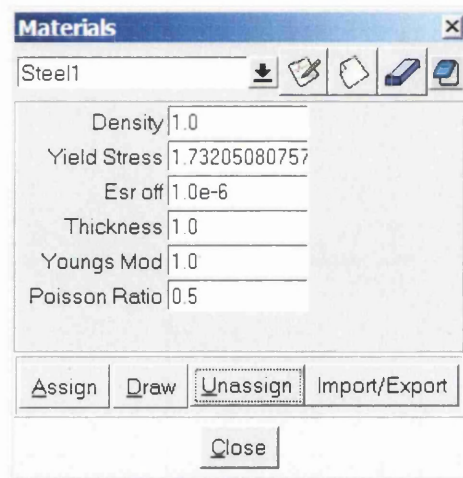 Materials
Steel1
Density 1.0
Yield Stress 1.73205080757
Esr off 1.0e-6
Thickness 1.0
Youngs Mod 1.0
Poisson Ratio 0.5
Assign Draw Unassign Import/Export
Close